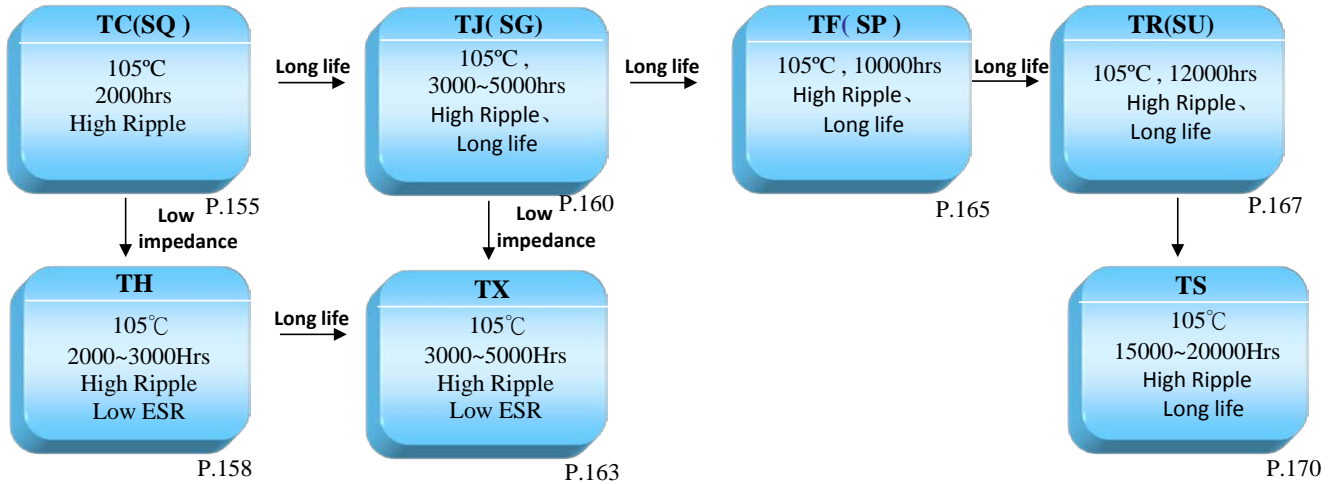 TC(SQ )
105ºC
2000hrs
High Ripple
P.155
Long life
TJ( SG)
105ºC ,
3000~5000hrs
High Ripple、
Long life
P.160
Long life
TF( SP )
105ºC , 10000hrs
High Ripple、
Long life
P.165
Long life
TR(SU)
105ºC , 12000hrs
High Ripple、
Long life
P.167
Low
impedance
Low
impedance
TH
105℃
2000~3000Hrs
High Ripple
Low ESR
P.158
Long life
TX
105℃
3000~5000Hrs
High Ripple
Low ESR
P.163
TS
105℃
15000~20000Hrs
High Ripple
Long life
P.170